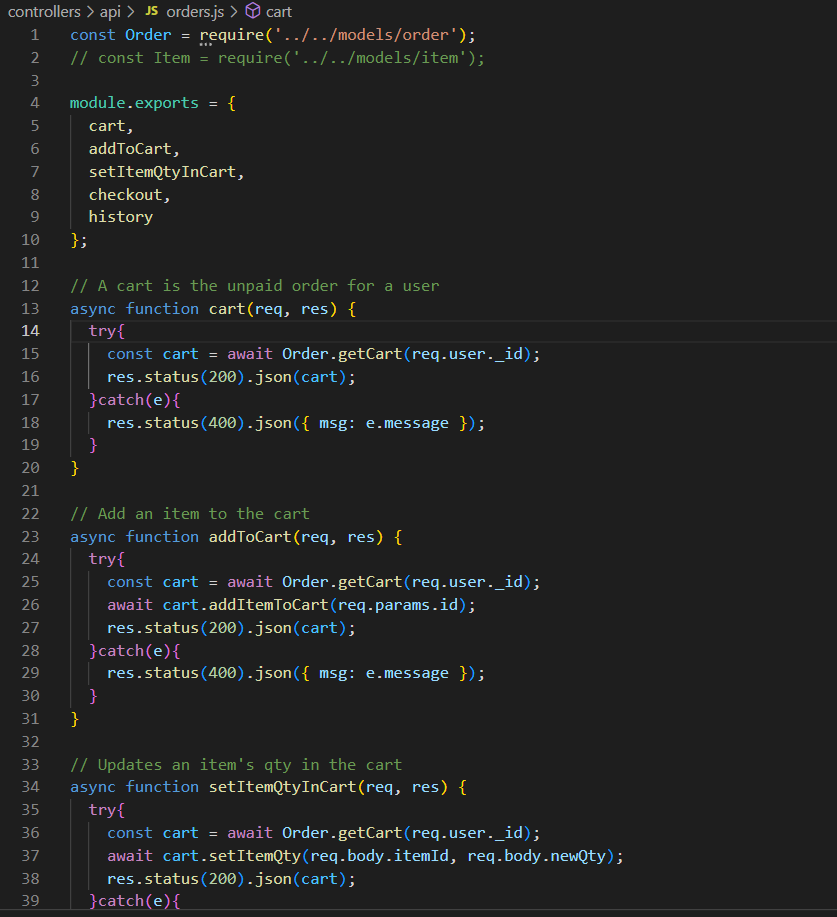 controllers > api > JS orders.js > cart
1 const Order = require('../../models/order');
2 // const Item = require('../../models/item');
3
4 module.exports = {
5   cart,
6   addToCart,
7   setItemQtyInCart,
8   checkout,
9   history
10 };
11
12 // A cart is the unpaid order for a user
13 async function cart(req, res) {
14   try{
15     const cart = await Order.getCart(req.user._id);
16     res.status(200).json(cart);
17   }catch(e){
18     res.status(400).json({ msg: e.message });
19   }
20 }
21
22 // Add an item to the cart
23 async function addToCart(req, res) {
24   try{
25     const cart = await Order.getCart(req.user._id);
26     await cart.addItemToCart(req.params.id);
27     res.status(200).json(cart);
28   }catch(e){
29     res.status(400).json({ msg: e.message });
30   }
31 }
32
33 // Updates an item's qty in the cart
34 async function setItemQtyInCart(req, res) {
35   try{
36     const cart = await Order.getCart(req.user._id);
37     await cart.setItemQty(req.body.itemId, req.body.newQty);
38     res.status(200).json(cart);
39   }catch(e){